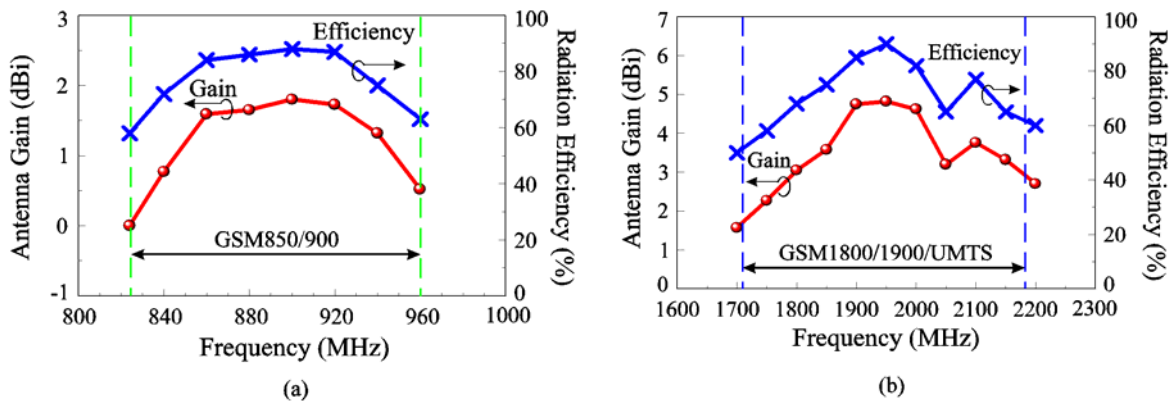 Antenna Gain (dBi)
3
2
1
0
-1
100
80
60
40
20
0
Radiation Efficiency (%)
Efficiency
Gain
GSM850/900
800 840 880 920 960 1000
Frequency (MHz)
(a)
Antenna Gain (dBi)
7
6
5
4
3
2
1
0
100
80
60
40
20
0
Radiation Efficiency (%)
Efficiency
Gain
GSM1800/1900/UMTS
1600 1700 1800 1900 2000 2100 2200 2300
Frequency (MHz)
(b)